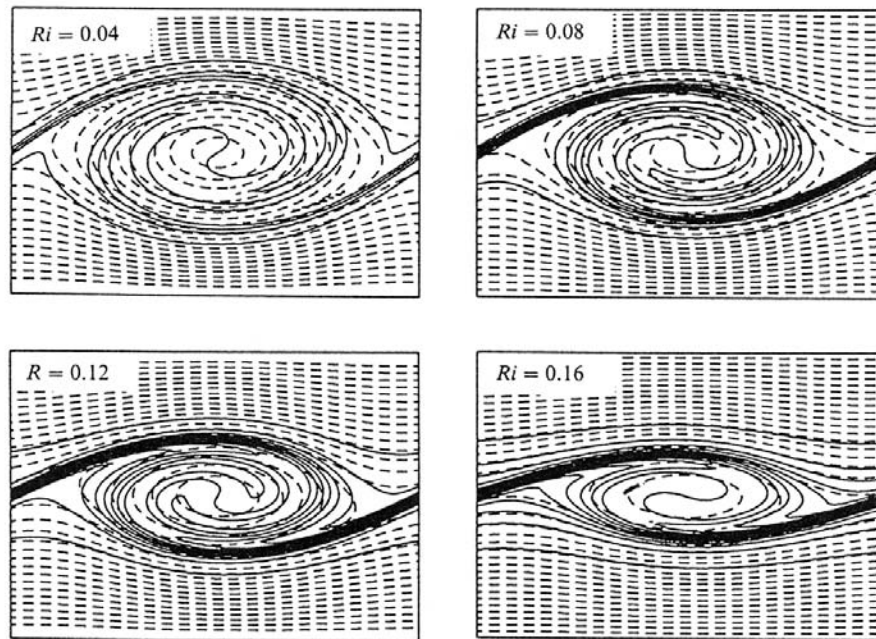 Ri = 0.04
Ri = 0.08
R = 0.12
Ri = 0.16